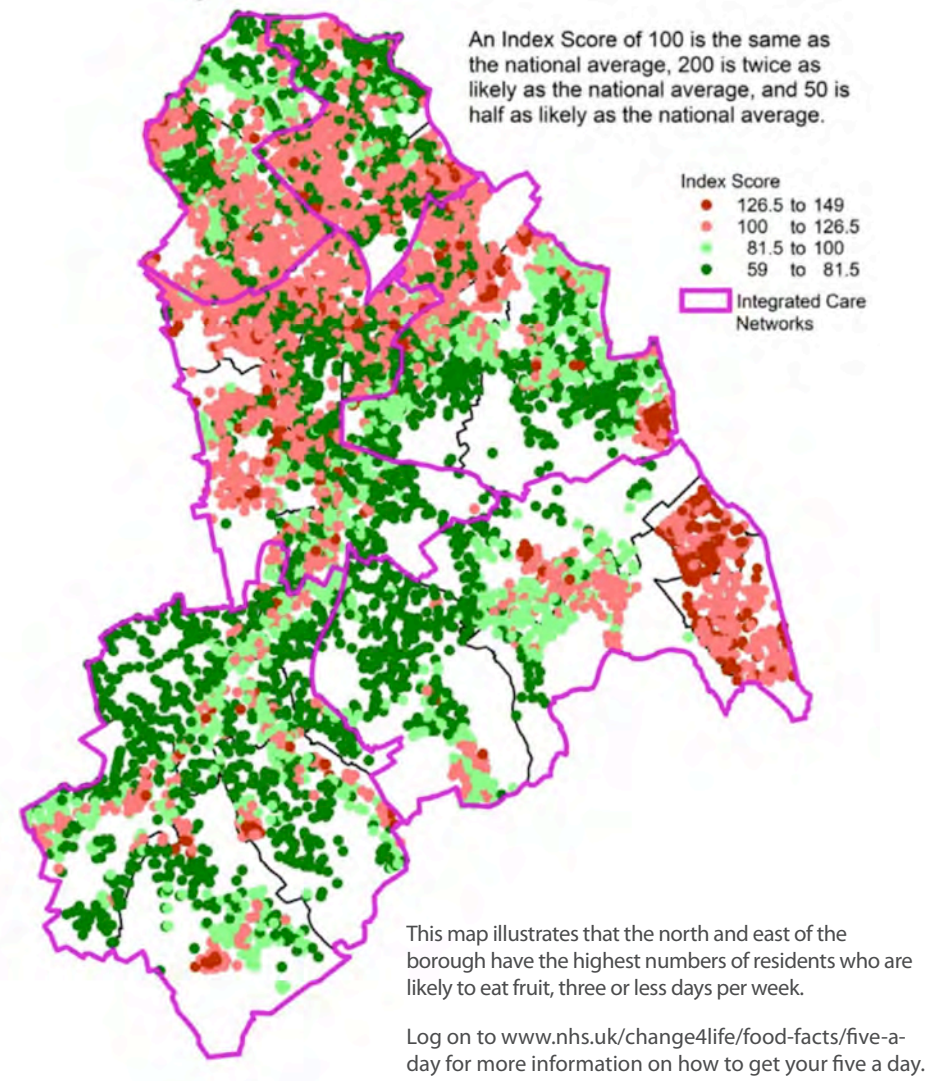 An Index Score of 100 is the same as
the national average, 200 is twice as
likely as the national average, and 50 is
half as likely as the national average.
Index Score
126.5 to 149
100 to 126.5
81.5 to 100
59 to 81.5
Integrated Care
Networks
This map illustrates that the north and east of the
borough have the highest numbers of residents who are
likely to eat fruit, three or less days per week.
Log on to www.nhs.uk/change4life/food-facts/five-a-
day for more information on how to get your five a day.